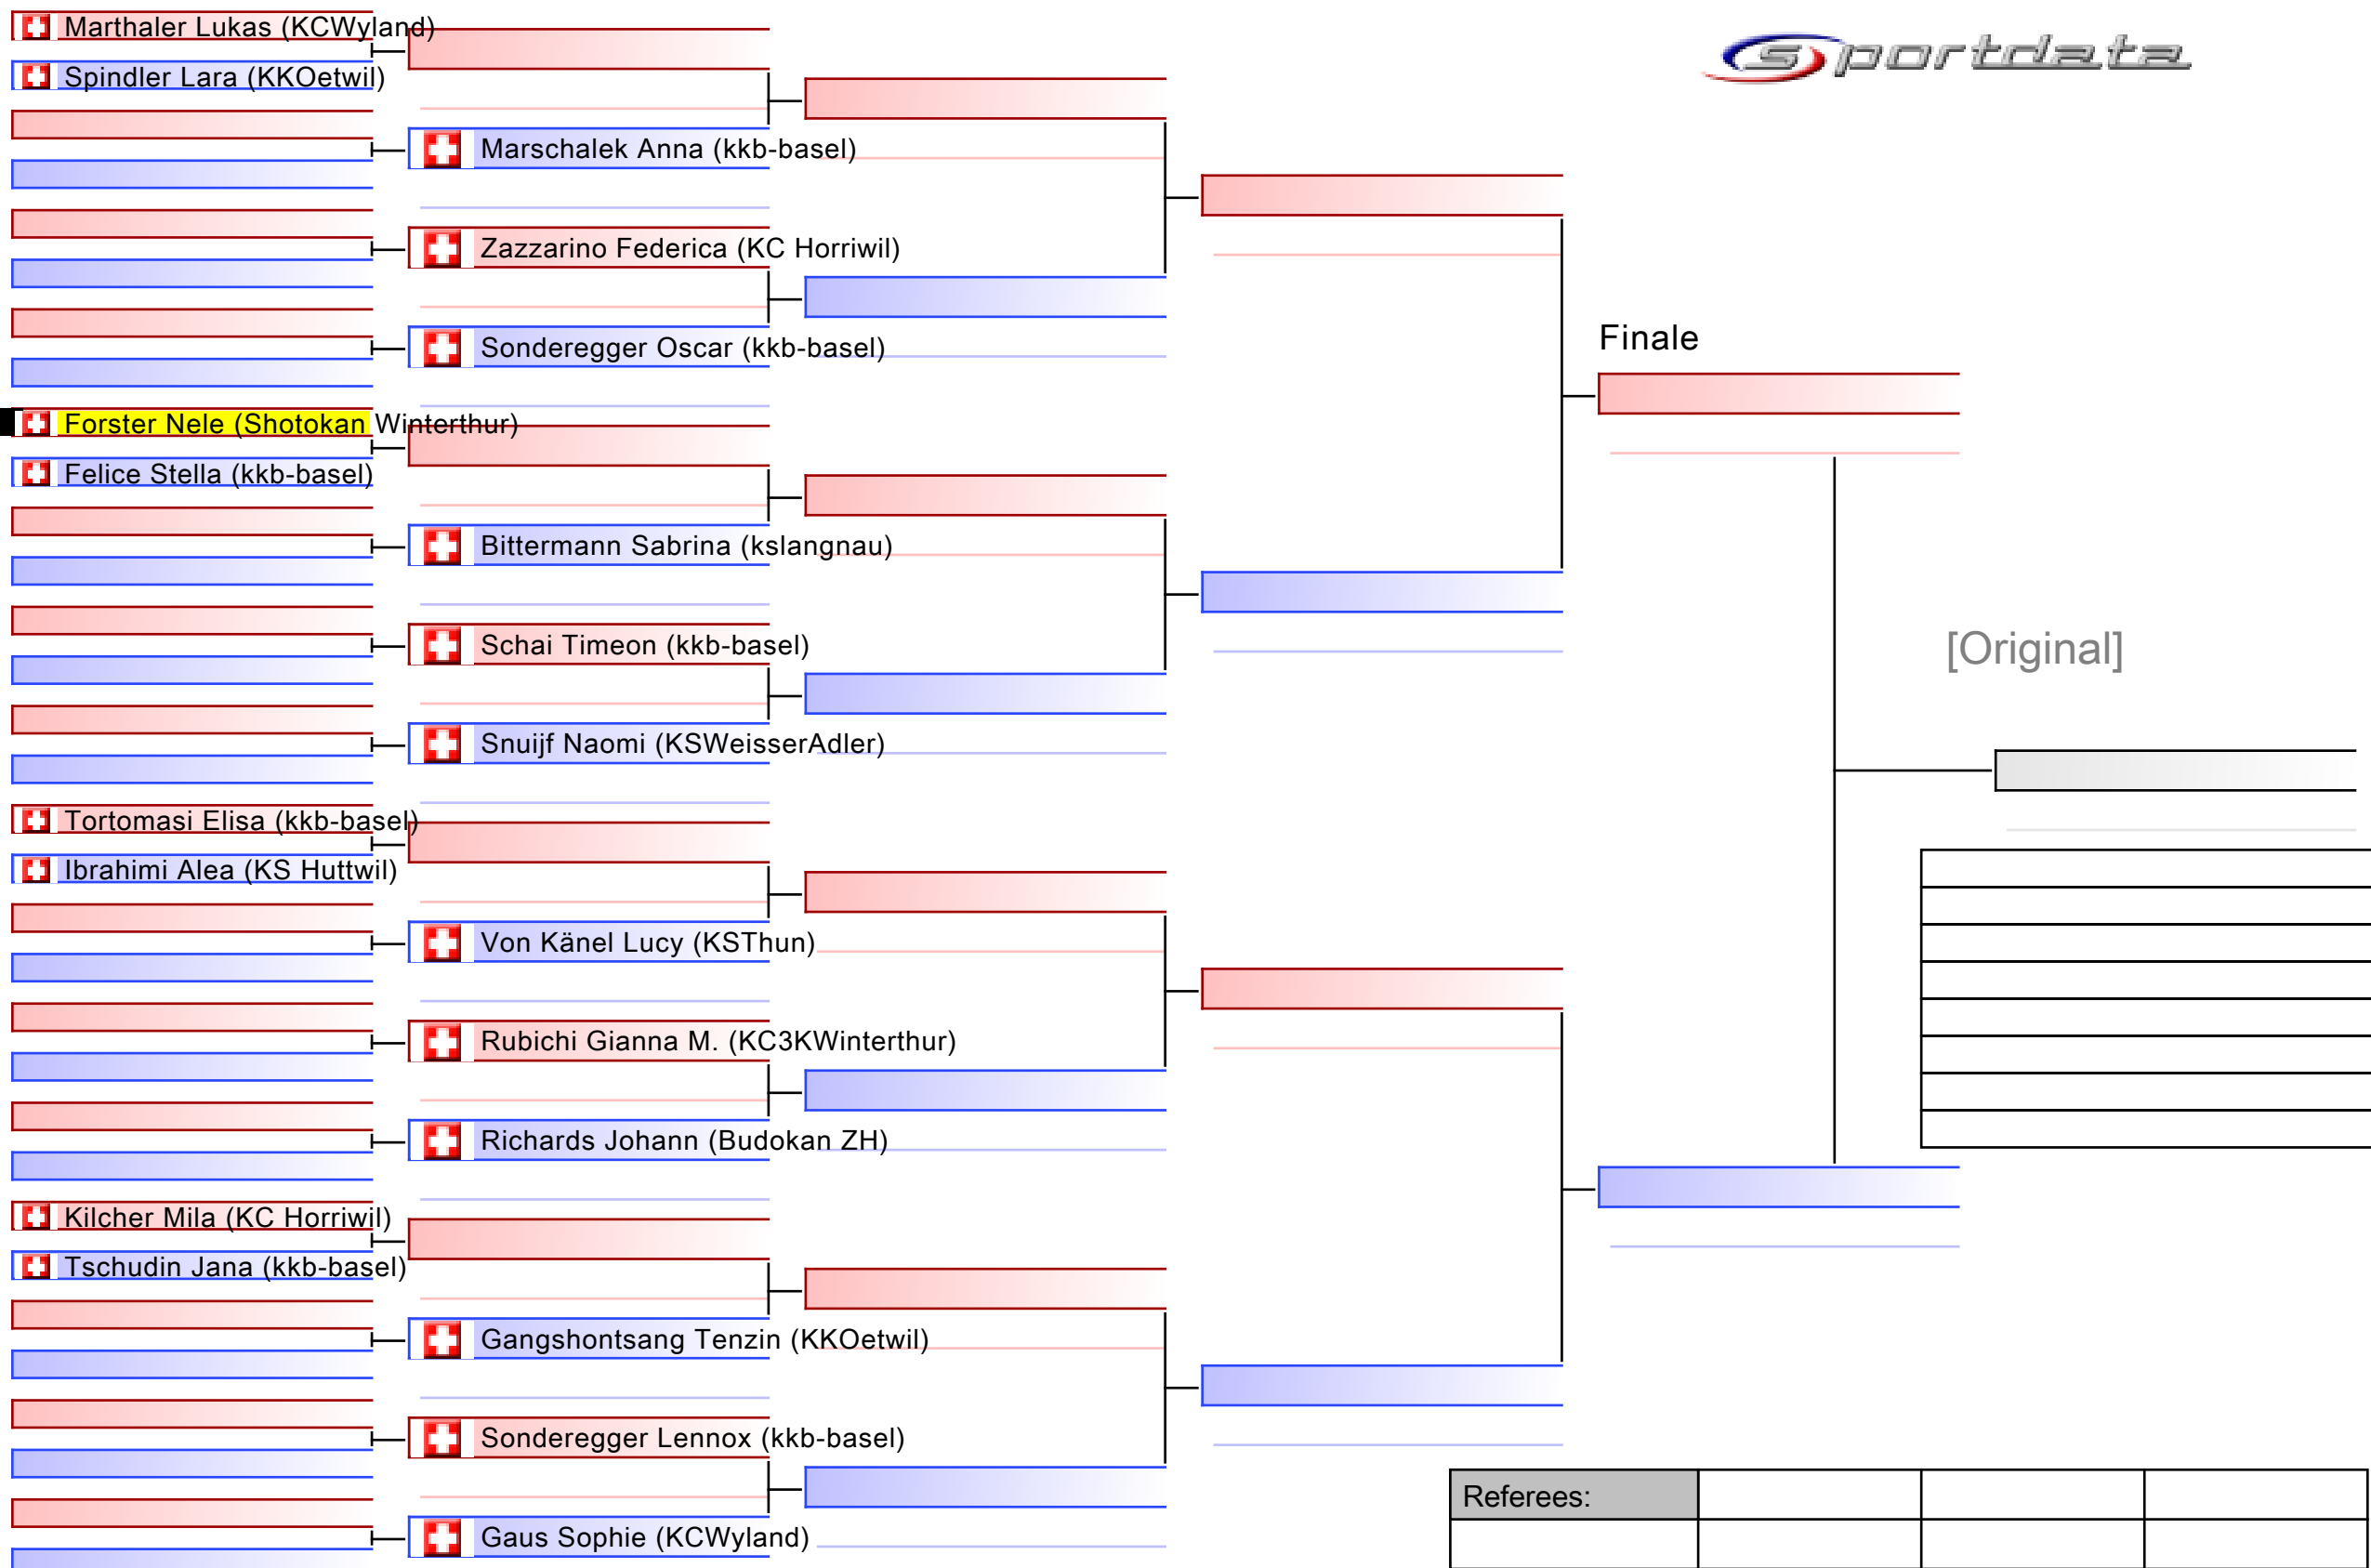 Marthaler Lukas (KCWyland)
Spindler Lara (KKOetwil)
Marschalek Anna (kkb-basel)
Zazzarino Federica (KC Horriwil)
Sonderegger Oscar (kkb-basel)
Forster Nele (Shotokan Winterthur)
Felice Stella (kkb-basel)
Bittermann Sabrina (kslangnau)
Schai Timeon (kkb-basel)
Snuijf Naomi (KSWeisserAdler)
Tortomasi Elisa (kkb-basel)
Ibrahimi Alea (KS Huttwil)
Von Känel Lucy (KSThun)
Rubichi Gianna M. (KC3KWinterthur)
Richards Johann (Budokan ZH)
Kilcher Mila (KC Horriwil)
Tschudin Jana (kkb-basel)
Gangshontsang Tenzin (KKOetwil)
Sonderegger Lennox (kkb-basel)
Gaus Sophie (KCWyland)
sportdata
Finale
[Original]
Referees: